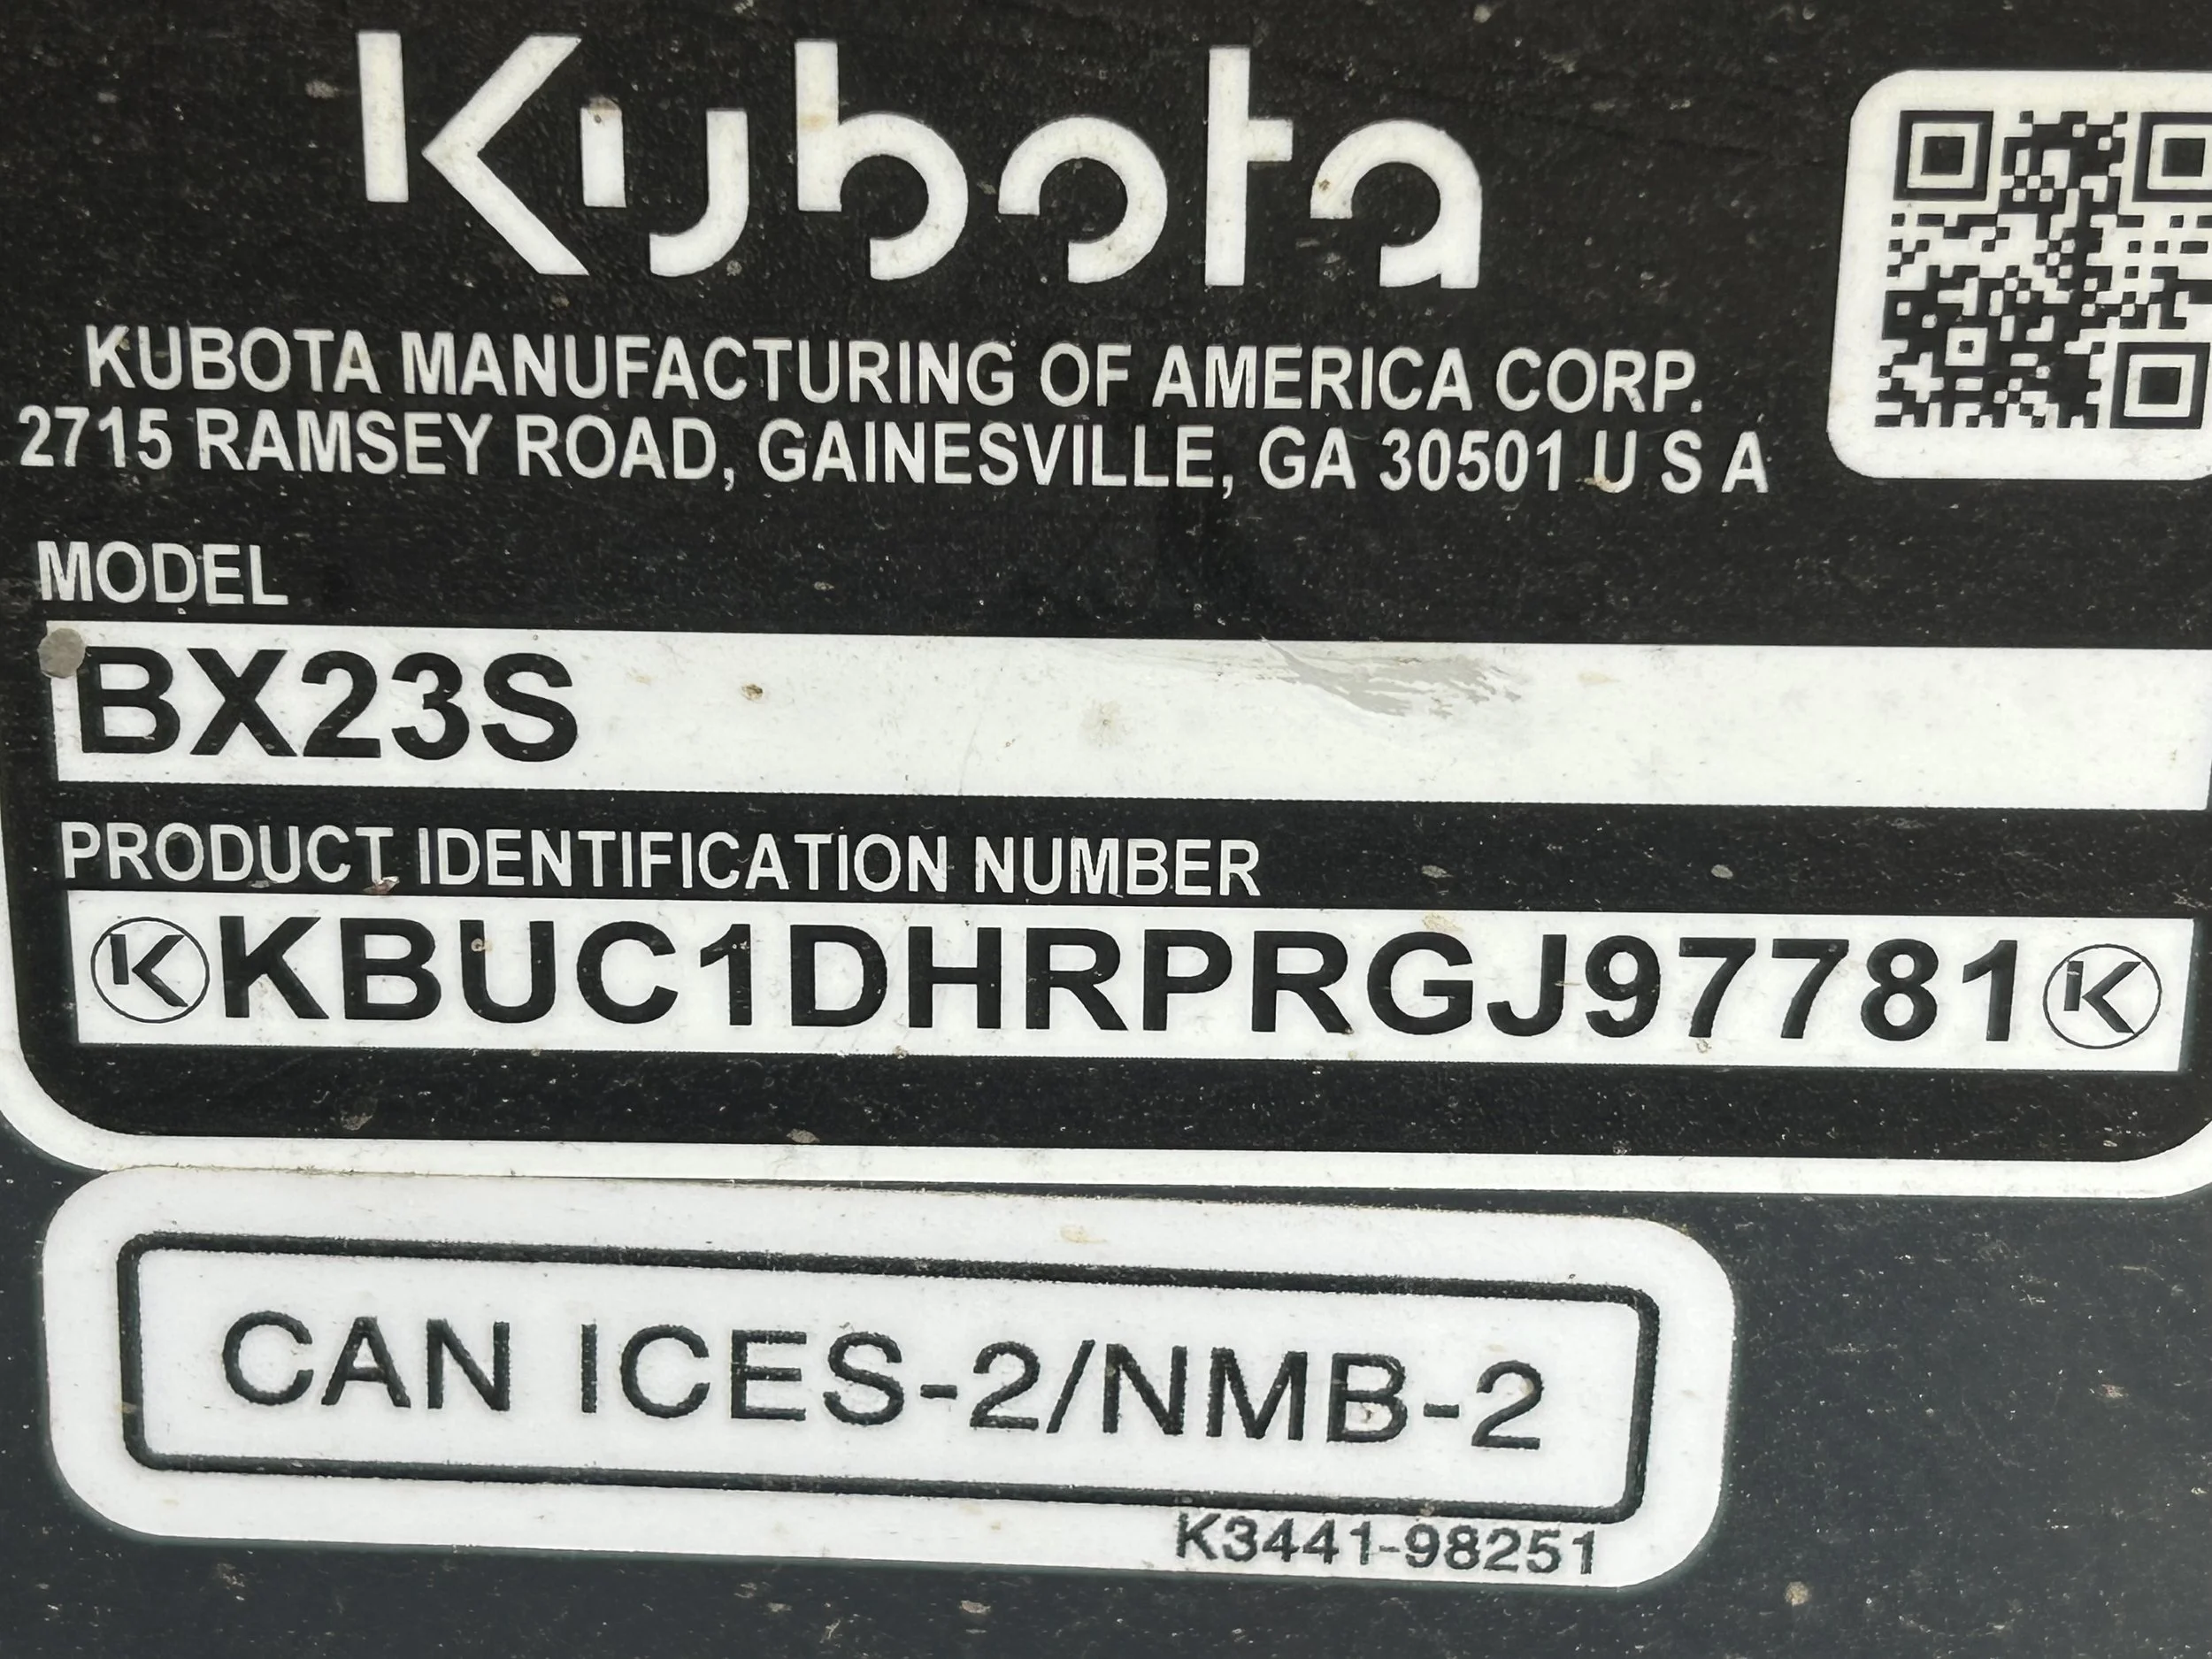 Kubota
KUBOTA MANUFACTURING OF AMERICA CORP.
2715 RAMSEY ROAD, GAINESVILLE, GA 30501 U S A
MODEL
BX23S
PRODUCT IDENTIFICATION NUMBER
KBUC1DHRPRGJ97781
CAN ICES-2/NMB-2
K3441-98251